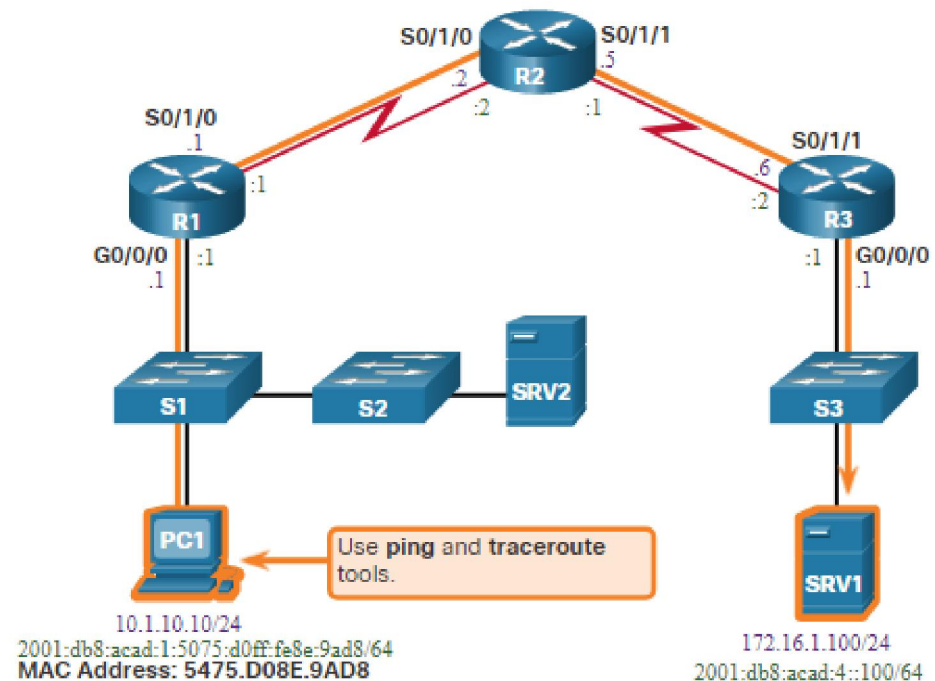 S0/1/0
S0/1/1
R2
.5
.2
:2
:1
S0/1/0
.1
S0/1/1
.6
:1
:2
R1
R3
G0/0/0
:1
.1
:1
G0/0/0
.1
S1
S2
SRV2
S3
PC1
Use ping and traceroute
tools.
SRV1
10.1.10.10/24
2001:db8:acad:1:5075:d0ff:fe8e:9ad8/64
MAC Address: 5475.D08E.9AD8
172.16.1.100/24
2001:db8:acad:4::100/64